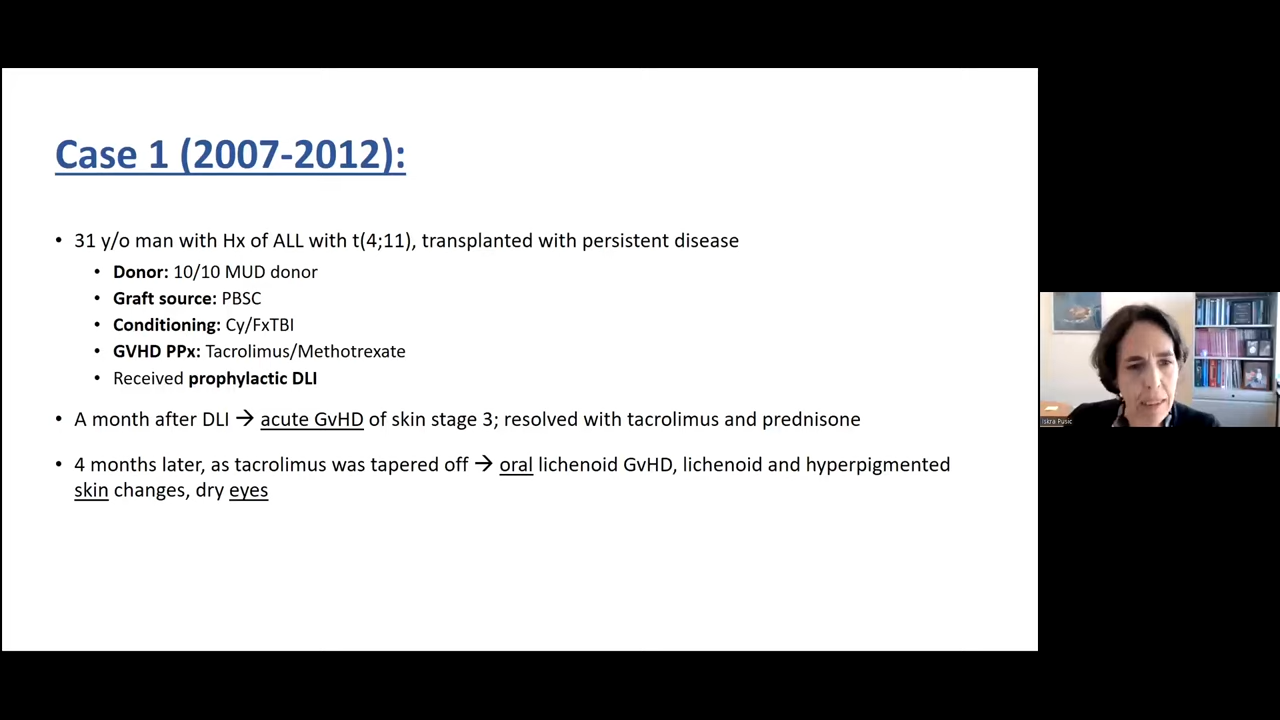 Case 1 (2007-2012):
• 31 y/o man with Hx of ALL with t(4;11), transplanted with persistent disease
• Donor: 10/10 MUD donor
• Graft source: PBSC
• Conditioning: Cy/FxTBI
• GVHD PPx: Tacrolimus/Methotrexate
• Received prophylactic DLI
• A month after DLI → acute GvHD of skin stage 3; resolved with tacrolimus and prednisone
• 4 months later, as tacrolimus was tapered off → oral lichenoid GvHD, lichenoid and hyperpigmented
skin changes, dry eyes
Iskra Pusic